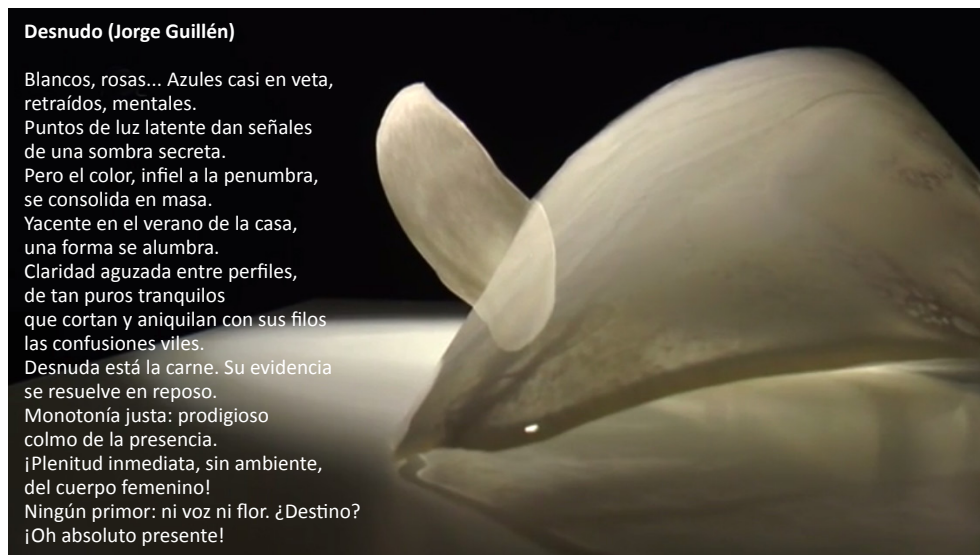 Desnudo (Jorge Guillén)
Blancos, rosas... Azules casi en veta,
retraídos, mentales.
Puntos de luz latente dan señales
de una sombra secreta.
Pero el color, infiel a la penumbra,
se consolida en masa.
Yacente en el verano de la casa,
una forma se alumbra.
Claridad aguzada entre perfiles,
de tan puros tranquilos
que cortan y aniquilan con sus filos
las confusiones viles.
Desnuda está la carne. Su evidencia
se resuelve en reposo.
Monotonía justa: prodigioso
colmo de la presencia.
¡Plenitud inmediata, sin ambiente,
del cuerpo femenino!
Ningún primor: ni voz ni flor. ¿Destino?
¡Oh absoluto presente!